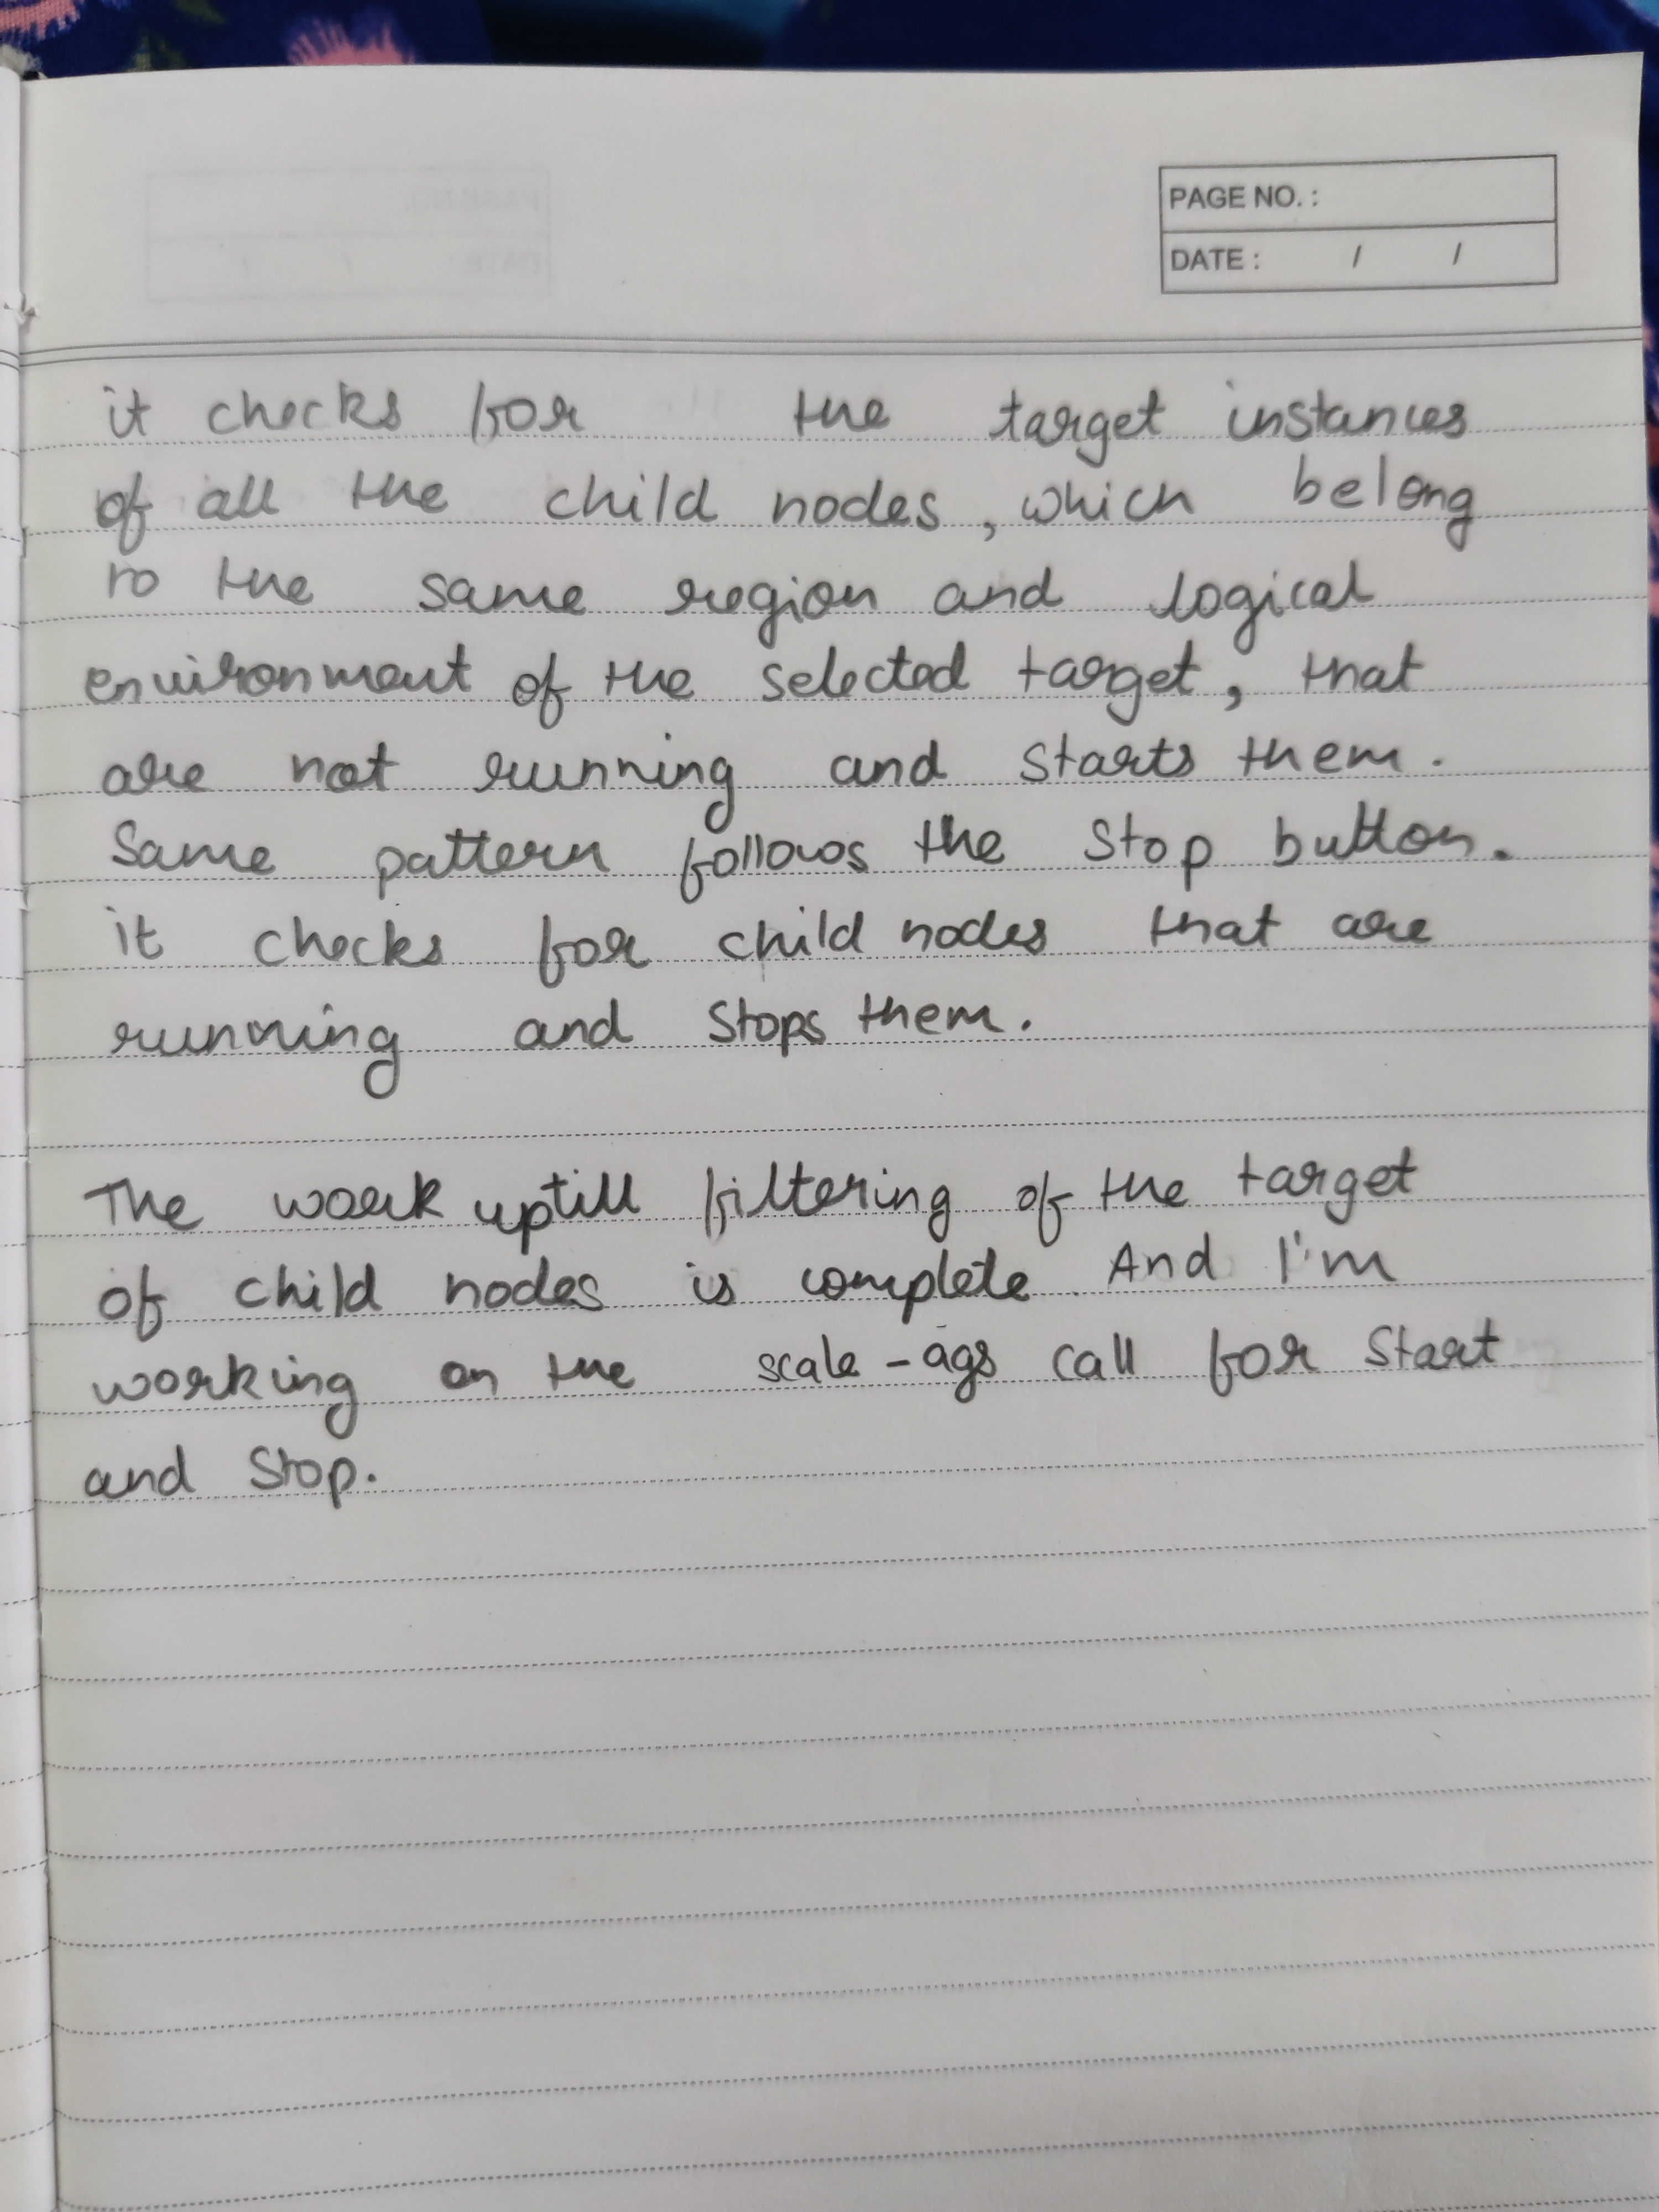 PAGE NO. :
DATE : / /
it checks for the target instances
of all the child nodes, which belong
to the same region and logical
environment of the selected target, that
are not running and starts them.
Same pattern follows the Stop button.
it checks for child nodes that are
running and stops them.
The work uptill filtering of the target
of child nodes is complete. And I'm
working on the scale-ags call for Start
and Stop.